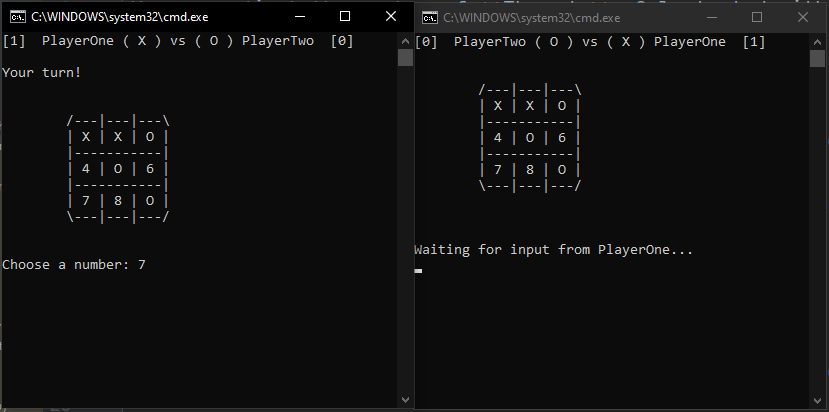 C:\WINDOWS\system32\cmd.exe
[1]  PlayerOne ( X ) vs ( O ) PlayerTwo  [0]
Your turn!
/---|---|---\
| X | X | O |
|-----------|
| 4 | O | 6 |
|-----------|
| 7 | 8 | O |
\---|---|---/
Choose a number: 7
C:\WINDOWS\system32\cmd.exe
[0]  PlayerTwo ( O ) vs ( X ) PlayerOne  [1]
/---|---|---\
| X | X | O |
|-----------|
| 4 | O | 6 |
|-----------|
| 7 | 8 | O |
\---|---|---/
Waiting for input from PlayerOne...